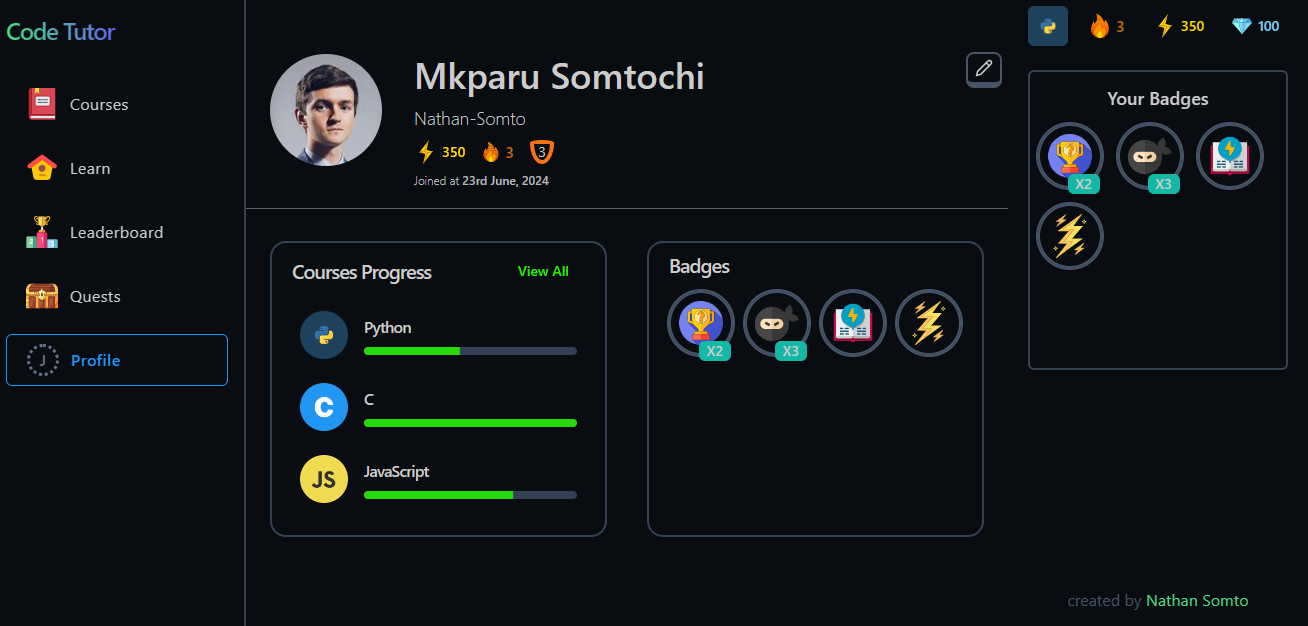 Code Tutor
Courses
Learn
Leaderboard
Quests
J
Profile
Mkparu Somtochi
Nathan-Somto
350 3 3
Joined at 23rd June, 2024
Courses Progress View All
Python
C C
JS JavaScript
Badges
X2 X3
3 350 100
Your Badges
X2 X3
created by Nathan Somto